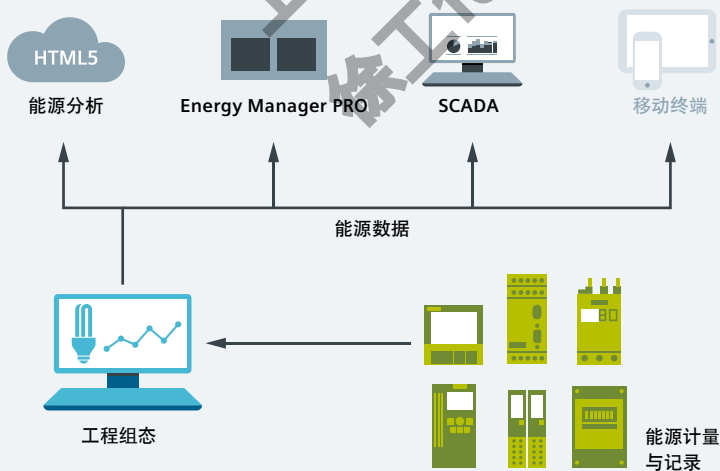 HTML5
能源分析
Energy Manager PRO
SCADA
移动终端
能源数据
工程组态
能源计量
与记录